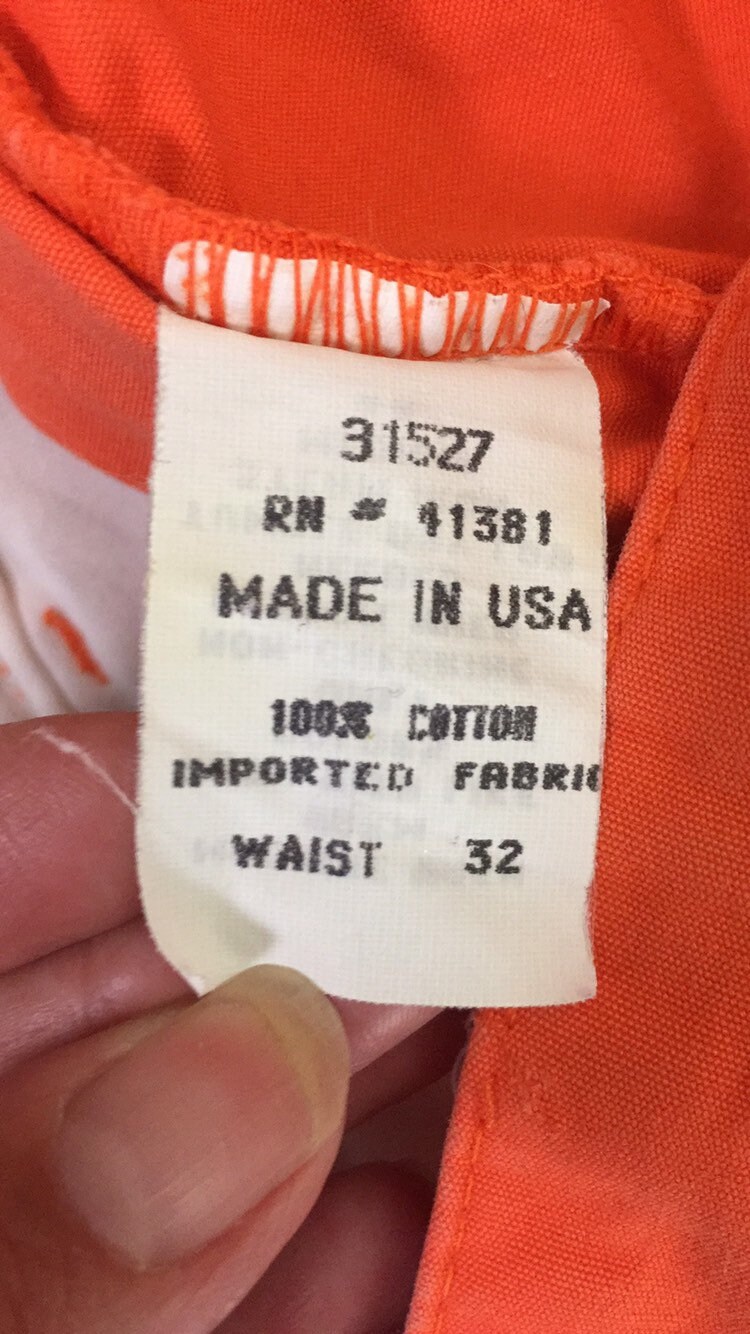 31527
RN # 41381
MADE IN USA
100% COTTON
IMPORTED FABRIC
WAIST 32